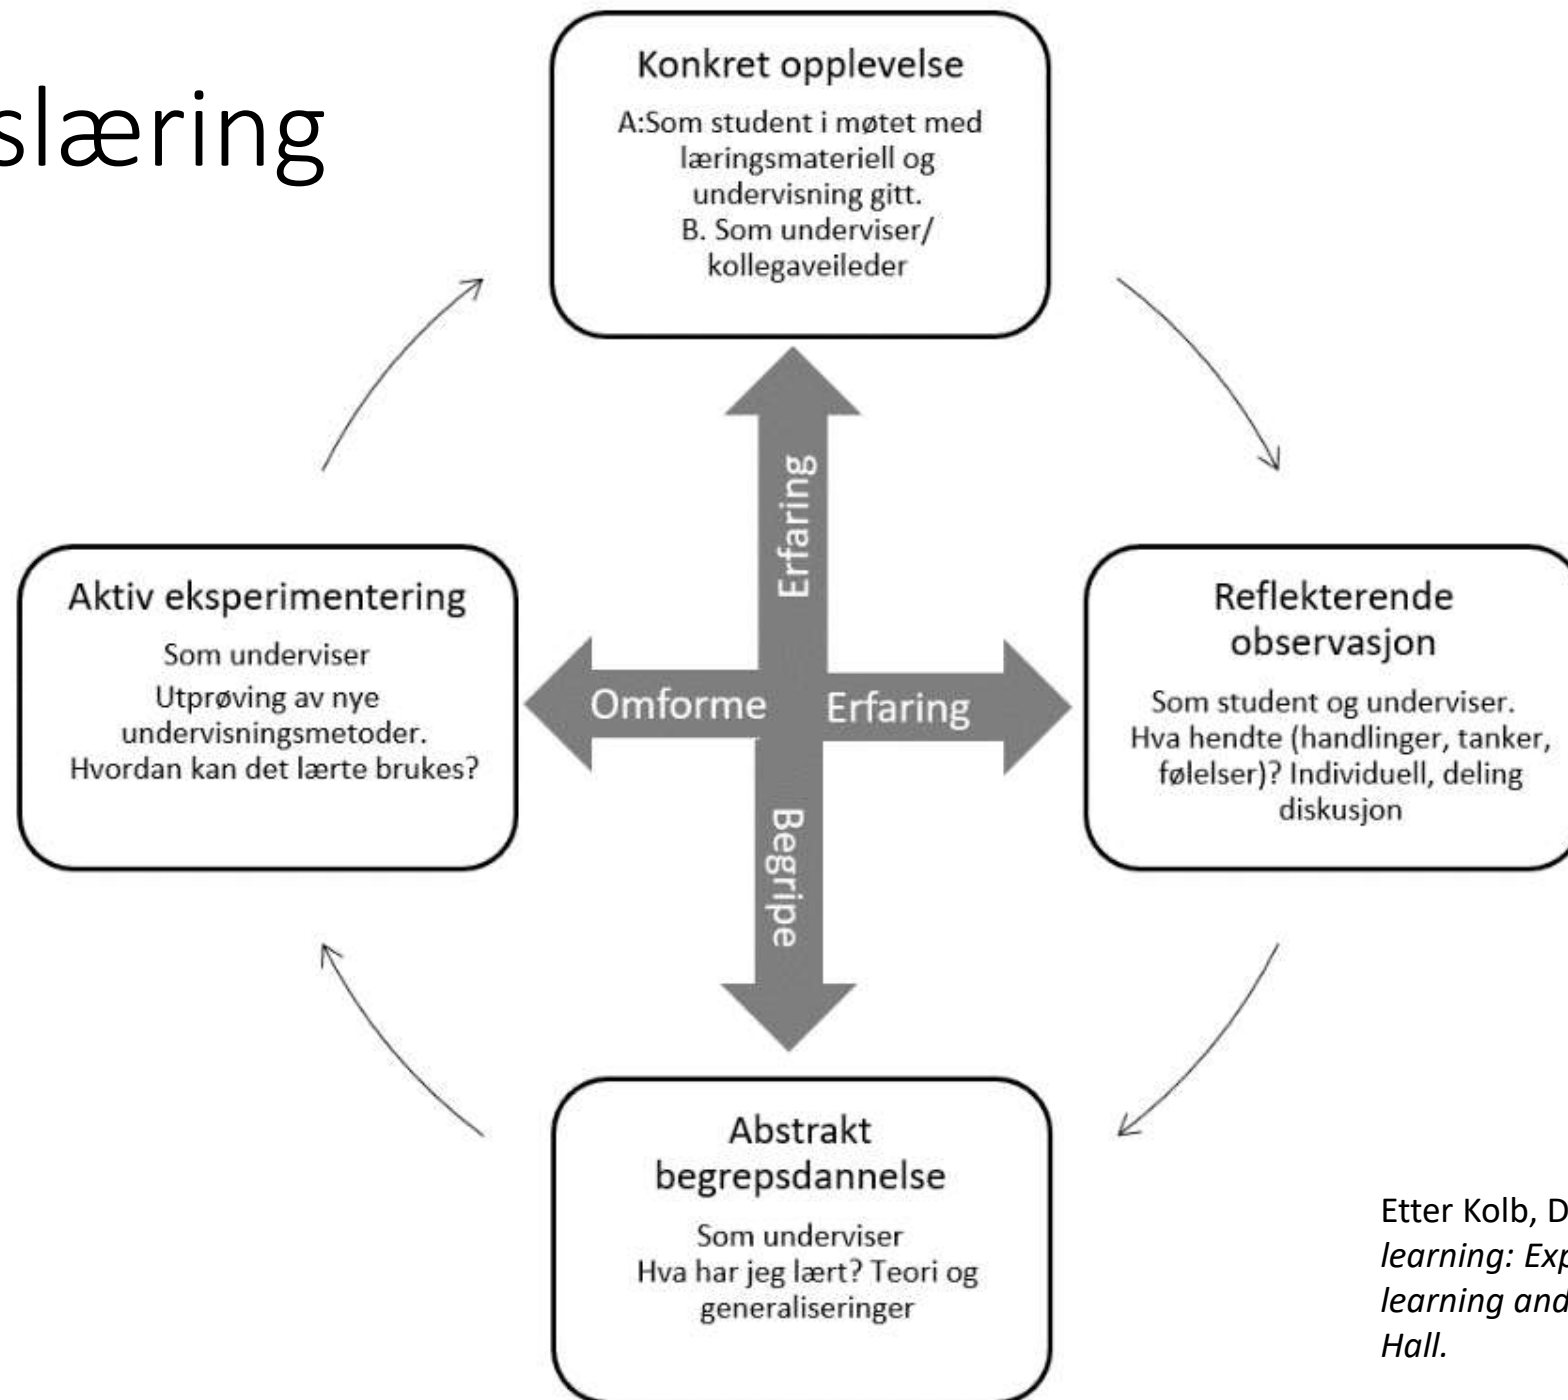 slæring
Konkret opplevelse
A:Som student i møtet med
læringsmateriell og
undervisning gitt.
B. Som underviser/
kollegaveileder
Erfaring
Aktiv eksperimentering
Som underviser
Utprøving av nye
undervisningsmetoder.
Hvordan kan det lærte brukes?
Omforme
Erfaring
Reflekterende
observasjon
Som student og underviser.
Hva hendte (handlinger, tanker,
følelser)? Individuell, deling
diskusjon
Begripe
Abstrakt
begrepsdannelse
Som underviser
Hva har jeg lært? Teori og
generaliseringer
Etter Kolb, D
learning: Exp
learning and
Hall.